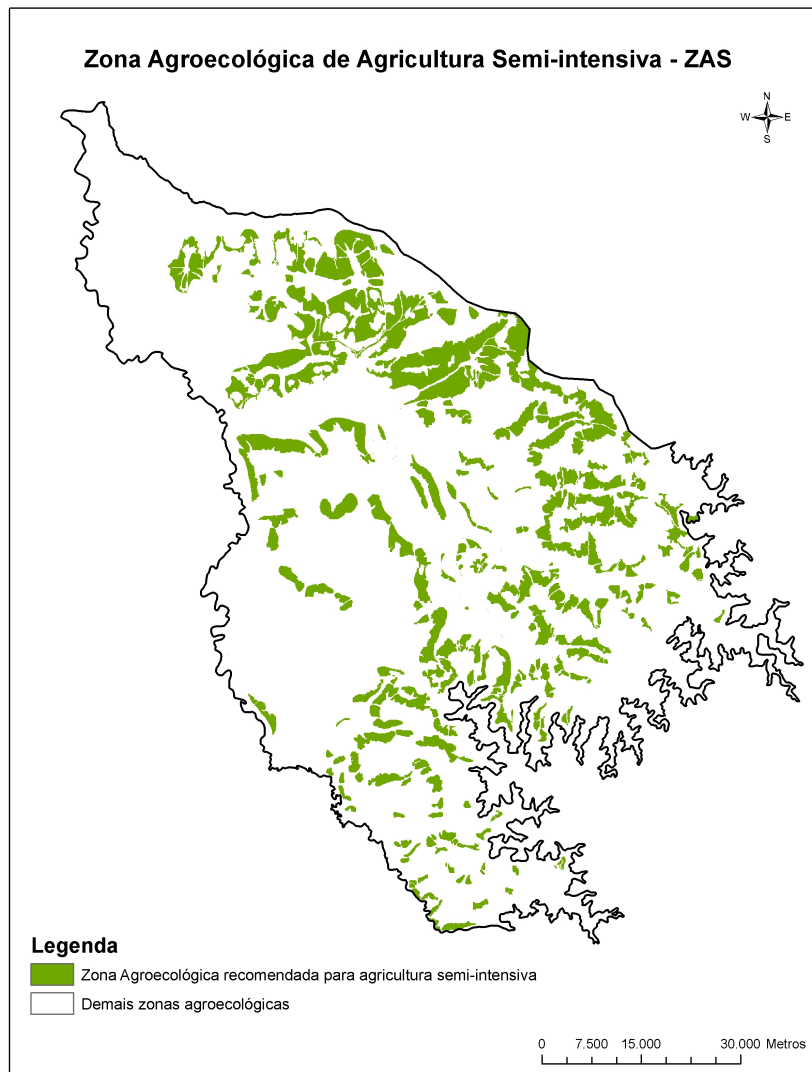 Zona Agroecológica de Agricultura Semi-intensiva - ZAS
N
W E
S
Legenda
Zona Agroecológica recomendada para agricultura semi-intensiva
Demais zonas agroecológicas
0 7.500 15.000 30.000 Metros